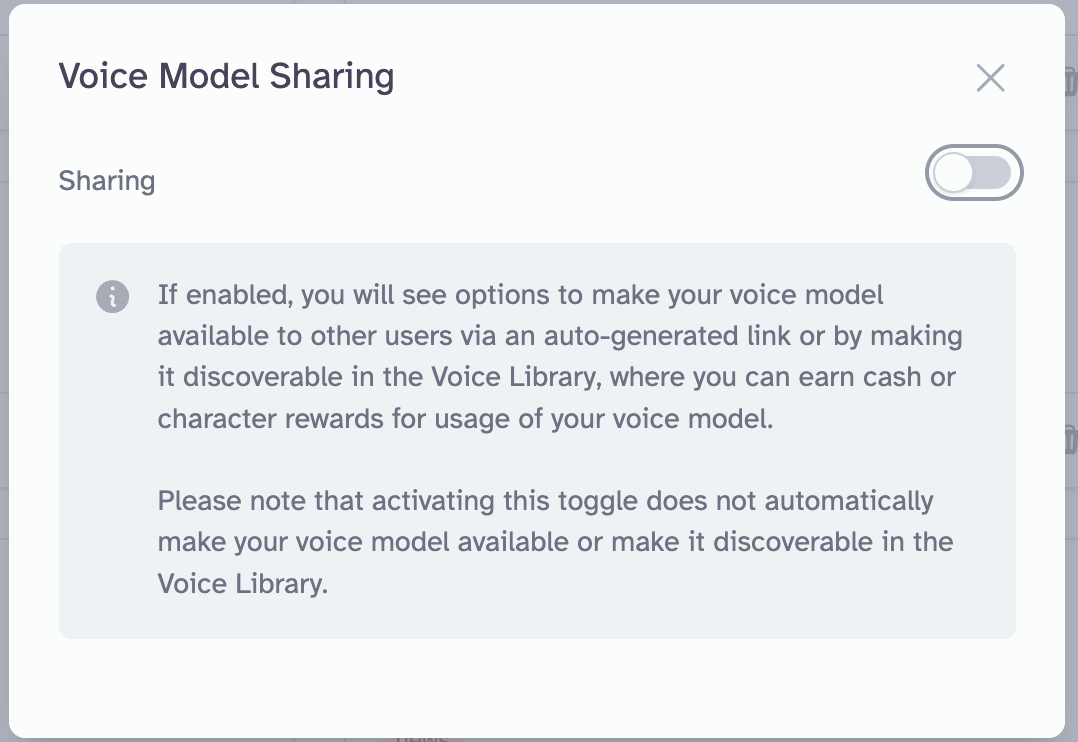 Voice Model Sharing
Sharing
If enabled, you will see options to make your voice model
available to other users via an auto-generated link or by making
it discoverable in the Voice Library, where you can earn cash or
character rewards for usage of your voice model.
Please note that activating this toggle does not automatically
make your voice model available or make it discoverable in the
Voice Library.
news